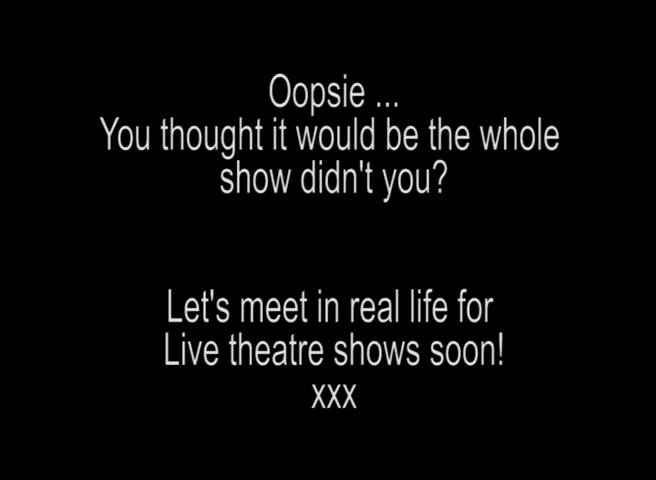 Oopsie ...
You thought it would be the whole
show didn't you?
Let's meet in real life for
Live theatre shows soon!
xxx